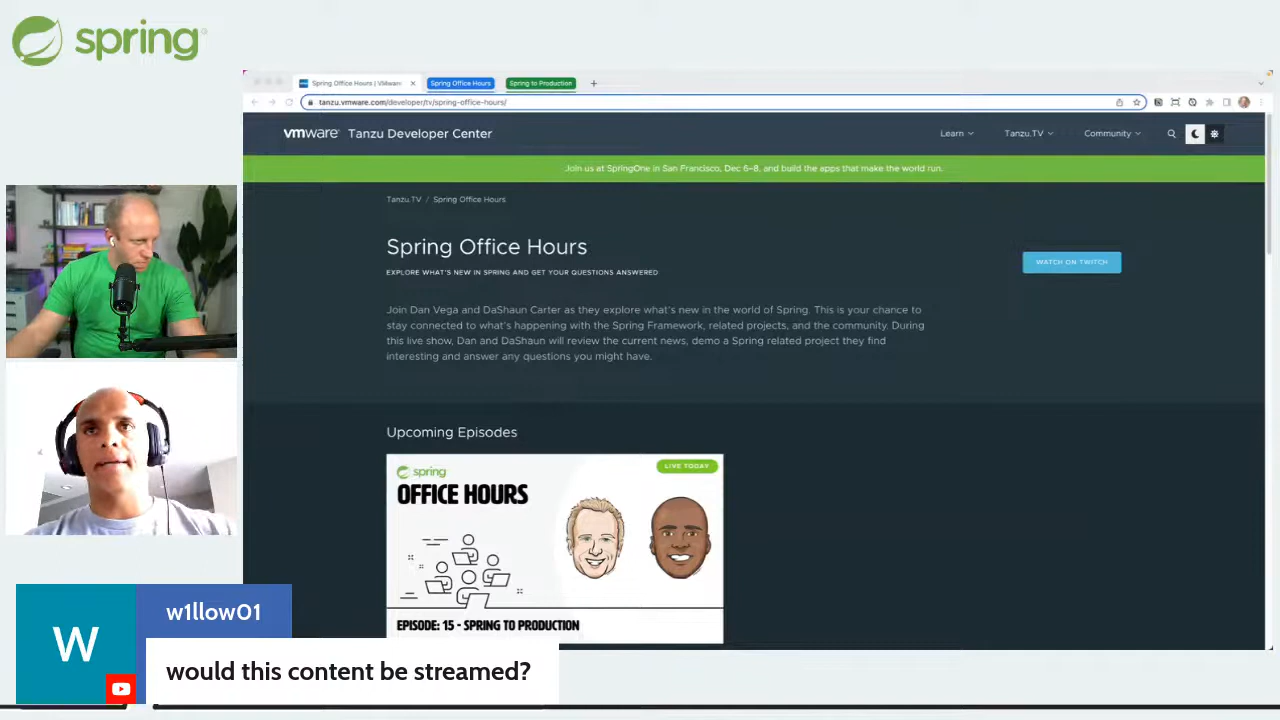 spring
Spring Office Hours | VMware
Spring Office Hours
Spring to Production
tanzu.vmware.com/developer/tv/spring-office-hours/
vmware Tanzu Developer Center
Learn
Tanzu.TV
Community
Join us at SpringOne in San Francisco, Dec 6–8, and build the apps that make the world run.
Tanzu.TV / Spring Office Hours
Spring Office Hours
EXPLORE WHAT'S NEW IN SPRING AND GET YOUR QUESTIONS ANSWERED
WATCH ON TWITCH
Join Dan Vega and DaShaun Carter as they explore what's new in the world of Spring. This is your chance to
stay connected to what's happening with the Spring Framework, related projects, and the community. During
this live show, Dan and DaShaun will review the current news, demo a Spring related project they find
interesting and answer any questions you might have.
Upcoming Episodes
spring
LIVE TODAY
OFFICE HOURS
EPISODE: 15 - SPRING TO PRODUCTION
W
w1llow01
would this content be streamed?